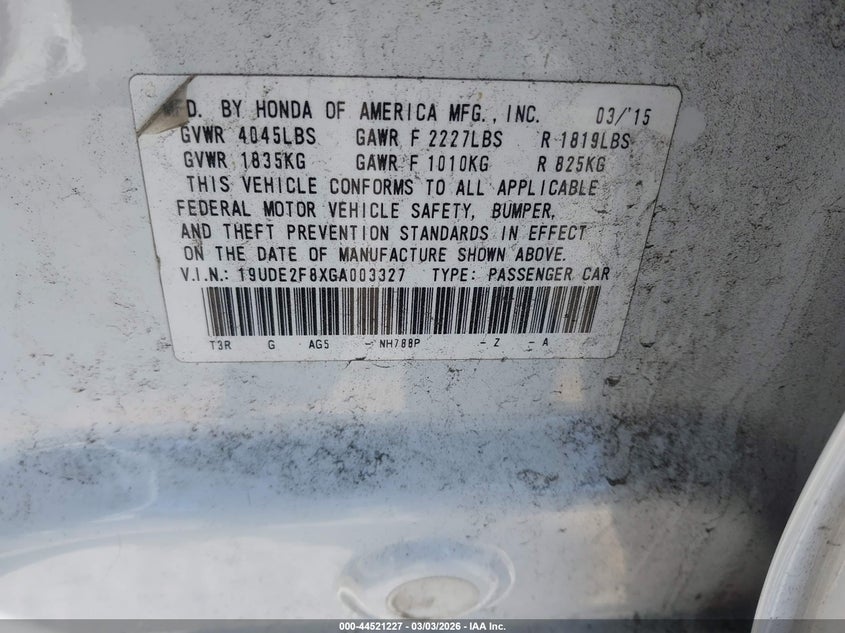 MFD. BY HONDA OF AMERICA MFG., INC. 03/'15
GVWR 4045LBS GAWR F 2227LBS R 1819LBS
GVWR 1835KG GAWR F 1010KG R 825KG
THIS VEHICLE CONFORMS TO ALL APPLICABLE
FEDERAL MOTOR VEHICLE SAFETY, BUMPER,
AND THEFT PREVENTION STANDARDS IN EFFECT
ON THE DATE OF MANUFACTURE SHOWN ABOVE.
V.I.N.: 19UDE2F8XGA003327 TYPE: PASSENGER CAR
T3R G AG5 - NH788P - Z - A
000-44521227 - 03/03/2026 - IAA Inc.